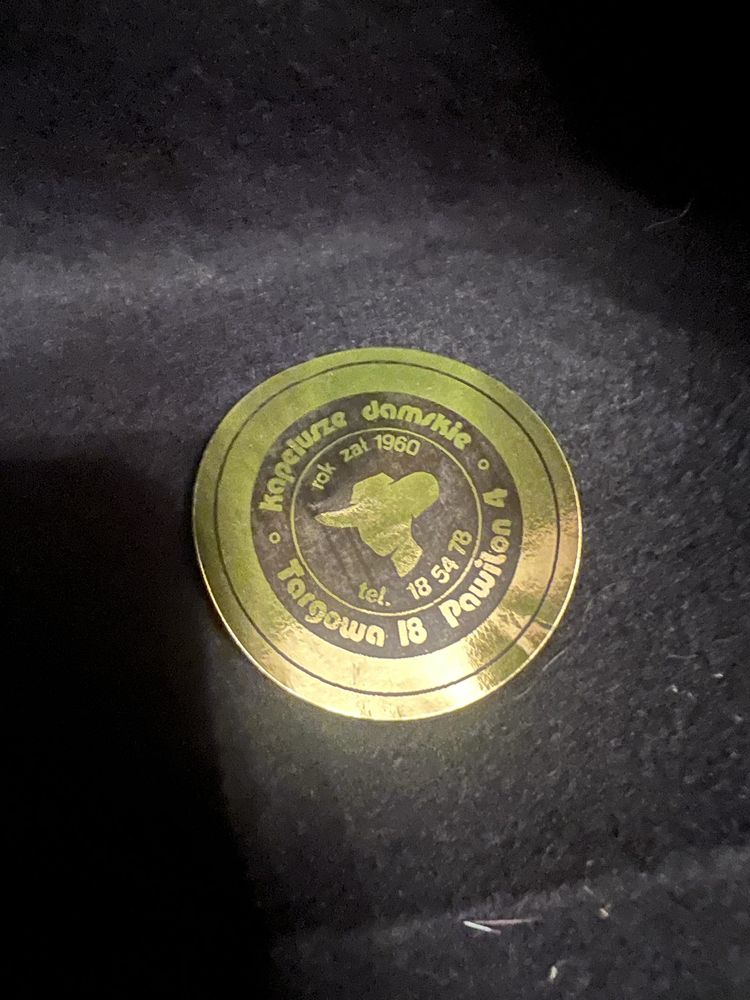 kapelusze damskie
rok zał 1960
tel. 18 54 78
Targowa 18 Pawilon 4